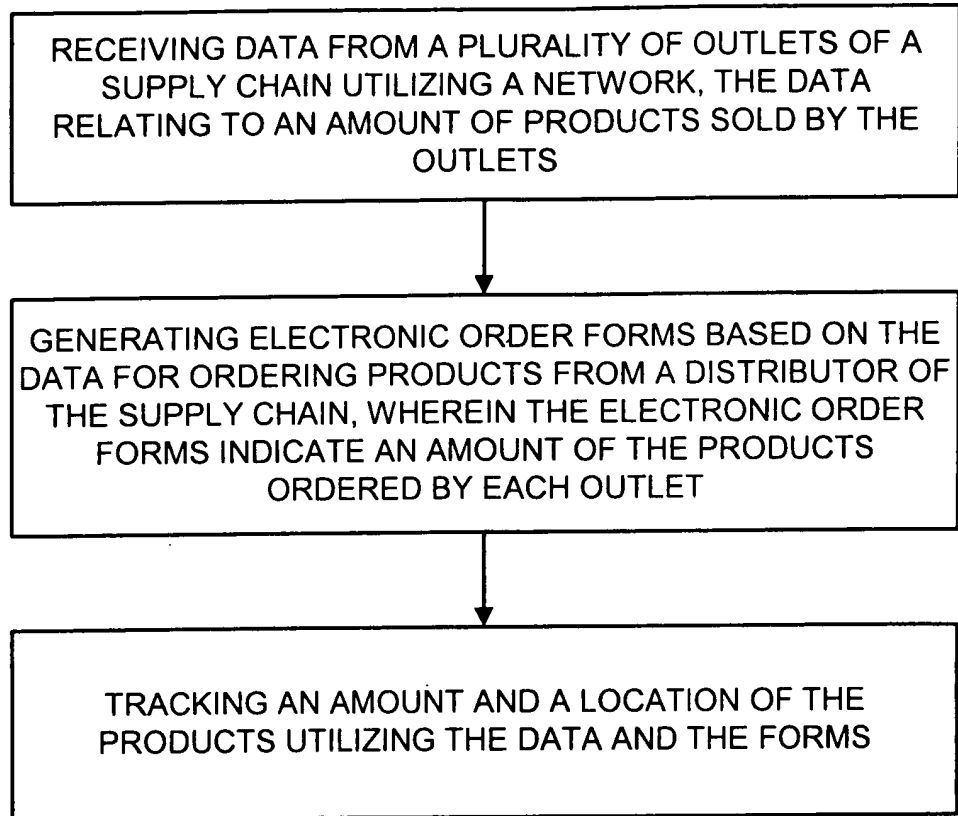 RECEIVING DATA FROM A PLURALITY OF OUTLETS OF A
SUPPLY CHAIN UTILIZING A NETWORK, THE DATA
RELATING TO AN AMOUNT OF PRODUCTS SOLD BY THE
OUTLETS
GENERATING ELECTRONIC ORDER FORMS BASED ON THE
DATA FOR ORDERING PRODUCTS FROM A DISTRIBUTOR OF
THE SUPPLY CHAIN, WHEREIN THE ELECTRONIC ORDER
FORMS INDICATE AN AMOUNT OF THE PRODUCTS
ORDERED BY EACH OUTLET
TRACKING AN AMOUNT AND A LOCATION OF THE
PRODUCTS UTILIZING THE DATA AND THE FORMS